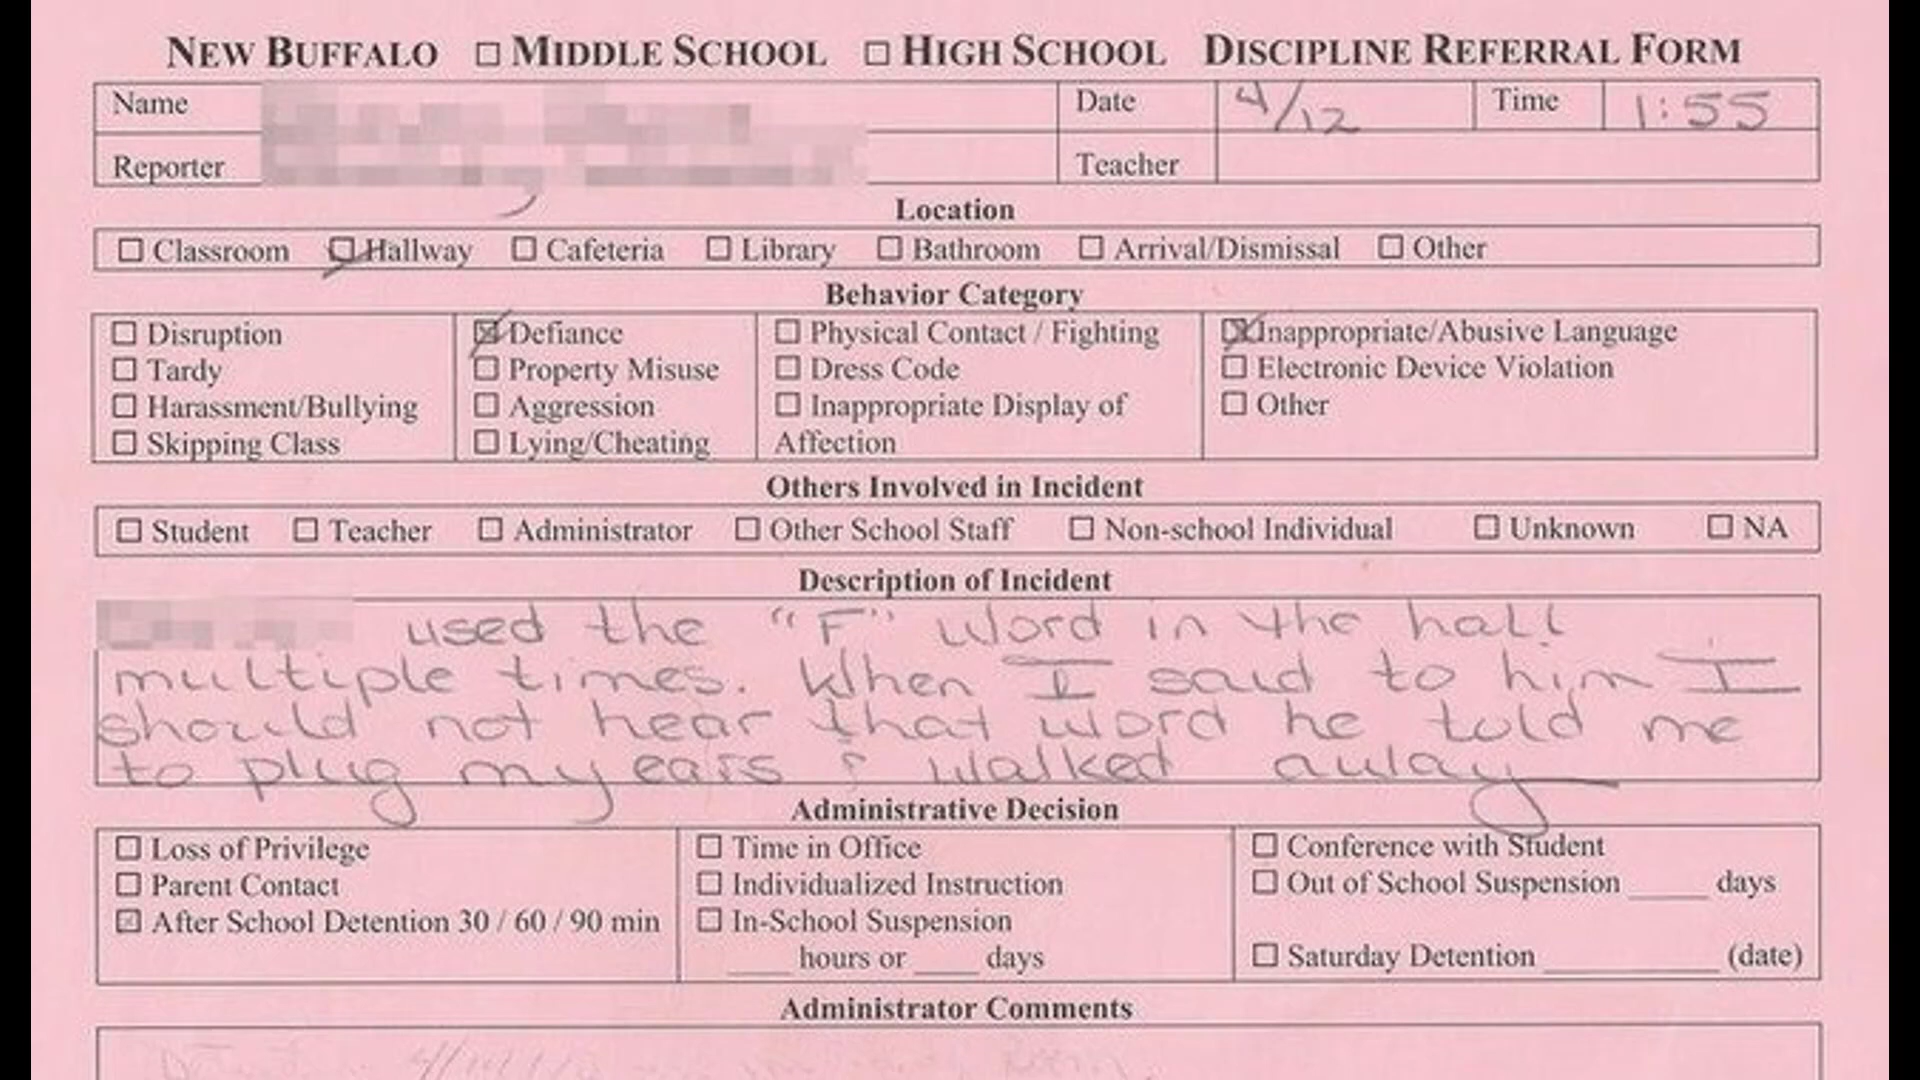 NEW BUFFALO ☐ MIDDLE SCHOOL ☐ HIGH SCHOOL DISCIPLINE REFERRAL FORM
Name Date 4/12 Time 1:55
Reporter Teacher
Location
☐ Classroom ☑ Hallway ☐ Cafeteria ☐ Library ☐ Bathroom ☐ Arrival/Dismissal ☐ Other
Behavior Category
☐ Disruption ☒ Defiance ☐ Physical Contact / Fighting ☒ Inappropriate/Abusive Language
☐ Tardy ☐ Property Misuse ☐ Dress Code ☐ Electronic Device Violation
☐ Harassment/Bullying ☐ Aggression ☐ Inappropriate Display of ☐ Other
☐ Skipping Class ☐ Lying/Cheating Affection
Others Involved in Incident
☐ Student ☐ Teacher ☐ Administrator ☐ Other School Staff ☐ Non-school Individual ☐ Unknown ☐ NA
Description of Incident
used the "F" word in the hall
multiple times. When I said to him I
should not hear that word he told me
to plug my ears & walked away
Administrative Decision
☐ Loss of Privilege ☐ Time in Office ☐ Conference with Student
☐ Parent Contact ☐ Individualized Instruction ☐ Out of School Suspension ______ days
☒ After School Detention 30 / 60 / 90 min ☐ In-School Suspension
_____ hours or _____ days ☐ Saturday Detention _____________ (date)
Administrator Comments